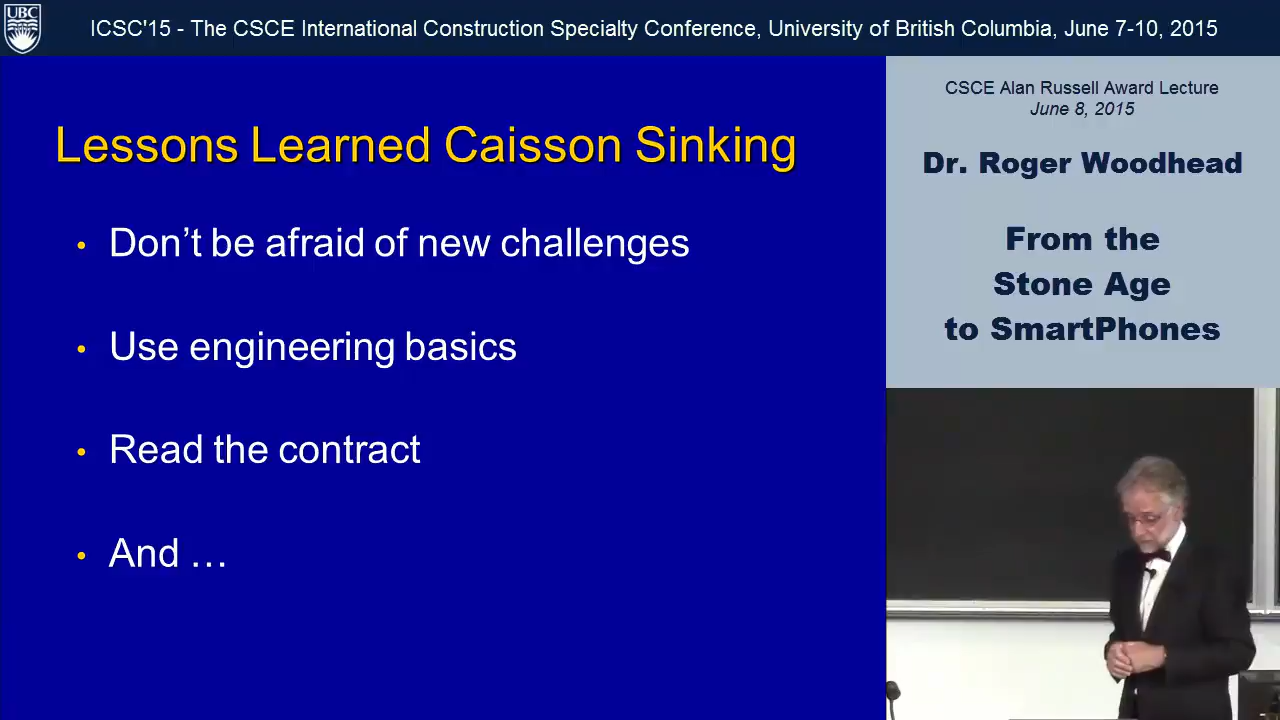 UBC
ICSC'15 - The CSCE International Construction Specialty Conference, University of British Columbia, June 7-10, 2015
Lessons Learned Caisson Sinking
• Don’t be afraid of new challenges
• Use engineering basics
• Read the contract
• And …
CSCE Alan Russell Award Lecture
June 8, 2015
Dr. Roger Woodhead
From the
Stone Age
to SmartPhones